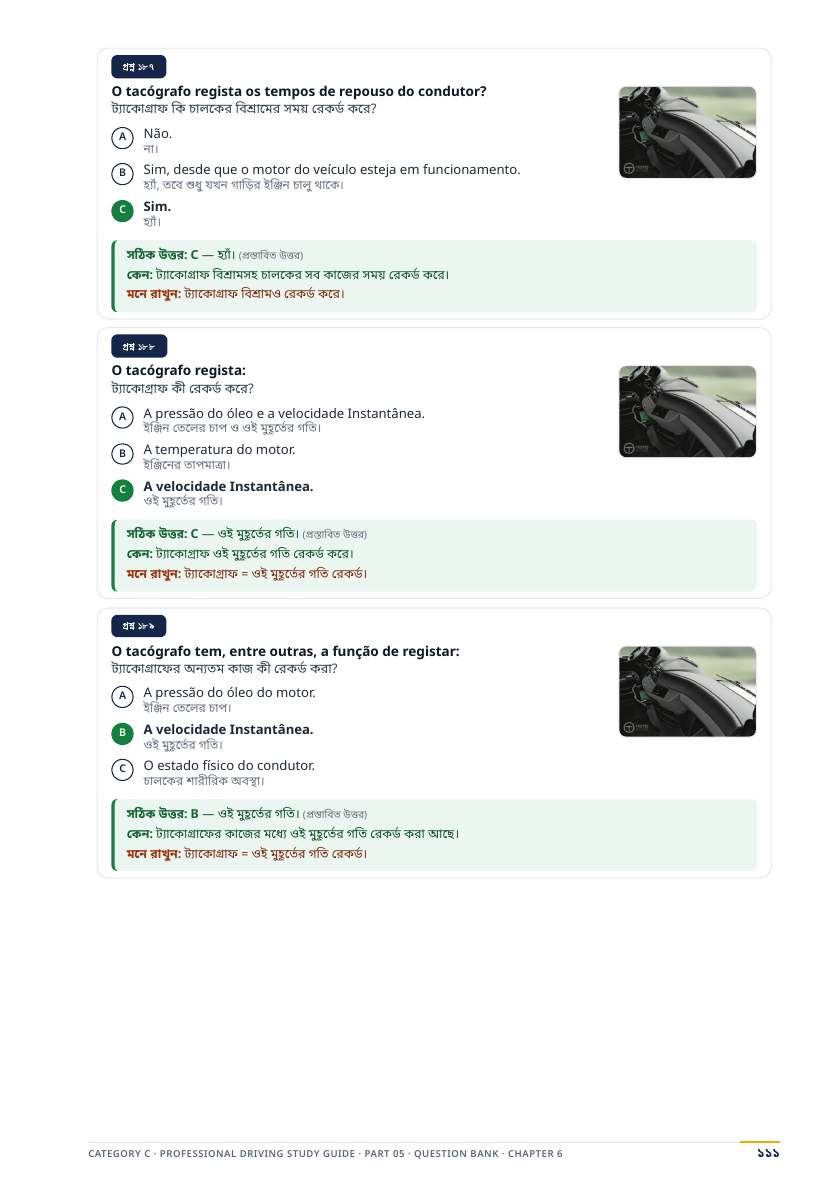 প্রশ্ন ১৮৭
O tacógrafo regista os tempos de repouso do condutor?
ট্যাকোগ্রাফ কি চালকের বিশ্রামের সময় রেকর্ড করে?
A Não.
না।
B Sim, desde que o motor do veículo esteja em funcionamento.
হ্যাঁ, তবে শুধু যখন গাড়ির ইঞ্জিন চালু থাকে।
C Sim.
হ্যাঁ।
সঠিক উত্তর: C — হ্যাঁ। (প্রস্তাবিত উত্তর)
কেন: ট্যাকোগ্রাফ বিশ্রামসহ চালকের সব কাজের সময় রেকর্ড করে।
মনে রাখুন: ট্যাকোগ্রাফ বিশ্রামও রেকর্ড করে।
প্রশ্ন ১৮৮
O tacógrafo regista:
ট্যাকোগ্রাফ কী রেকর্ড করে?
A A pressão do óleo e a velocidade Instantânea.
ইঞ্জিন তেলের চাপ ও ওই মুহূর্তের গতি।
B A temperatura do motor.
ইঞ্জিনের তাপমাত্রা।
C A velocidade Instantânea.
ওই মুহূর্তের গতি।
সঠিক উত্তর: C — ওই মুহূর্তের গতি। (প্রস্তাবিত উত্তর)
কেন: ট্যাকোগ্রাফ ওই মুহূর্তের গতি রেকর্ড করে।
মনে রাখুন: ট্যাকোগ্রাফ = ওই মুহূর্তের গতি রেকর্ড।
প্রশ্ন ১৮৯
O tacógrafo tem, entre outras, a função de registar:
ট্যাকোগ্রাফের অন্যতম কাজ কী রেকর্ড করা?
A A pressão do óleo do motor.
ইঞ্জিন তেলের চাপ।
B A velocidade Instantânea.
ওই মুহূর্তের গতি।
C O estado físico do condutor.
চালকের শারীরিক অবস্থা।
সঠিক উত্তর: B — ওই মুহূর্তের গতি। (প্রস্তাবিত উত্তর)
কেন: ট্যাকোগ্রাফের কাজের মধ্যে ওই মুহূর্তের গতি রেকর্ড করা আছে।
মনে রাখুন: ট্যাকোগ্রাফ = ওই মুহূর্তের গতি রেকর্ড।
CATEGORY C · PROFESSIONAL DRIVING STUDY GUIDE · PART 05 · QUESTION BANK · CHAPTER 6
১১১